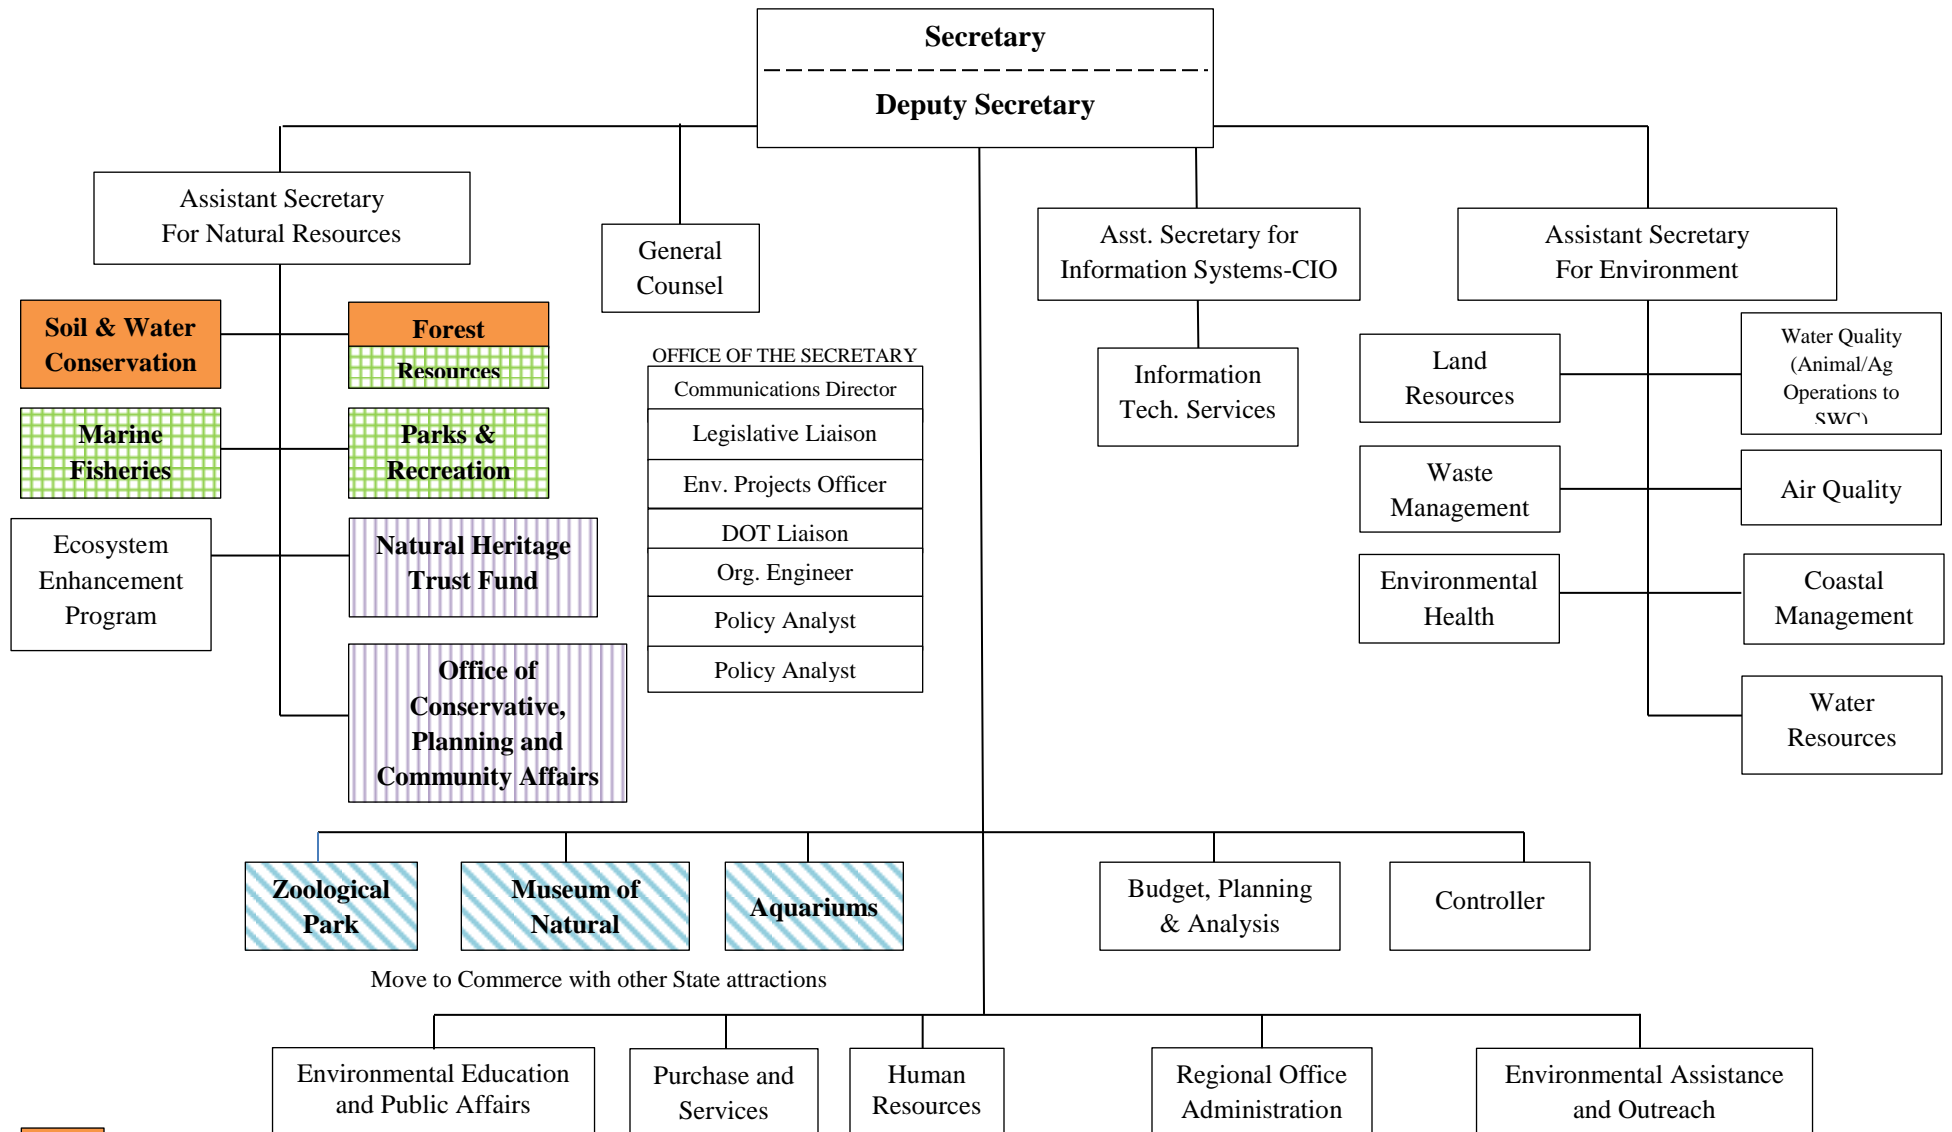 Secretary
Deputy Secretary
Assistant Secretary
For Natural Resources
General
Counsel
Asst. Secretary for
Information Systems-CIO
Assistant Secretary
For Environment
Soil & Water
Conservation
Forest
Resources
Marine
Fisheries
Parks &
Recreation
Ecosystem
Enhancement
Program
Natural Heritage
Trust Fund
Office of
Conservative,
Planning and
Community Affairs
OFFICE OF THE SECRETARY
Communications Director
Legislative Liaison
Env. Projects Officer
DOT Liaison
Org. Engineer
Policy Analyst
Policy Analyst
Information
Tech. Services
Land
Resources
Water Quality
(Animal/Ag
Operations to
SWC)
Waste
Management
Air Quality
Environmental
Health
Coastal
Management
Water
Resources
Zoological
Park
Museum of
Natural
Aquariums
Budget, Planning
& Analysis
Controller
Move to Commerce with other State attractions
Environmental Education
and Public Affairs
Purchase and
Services
Human
Resources
Regional Office
Administration
Environmental Assistance
and Outreach